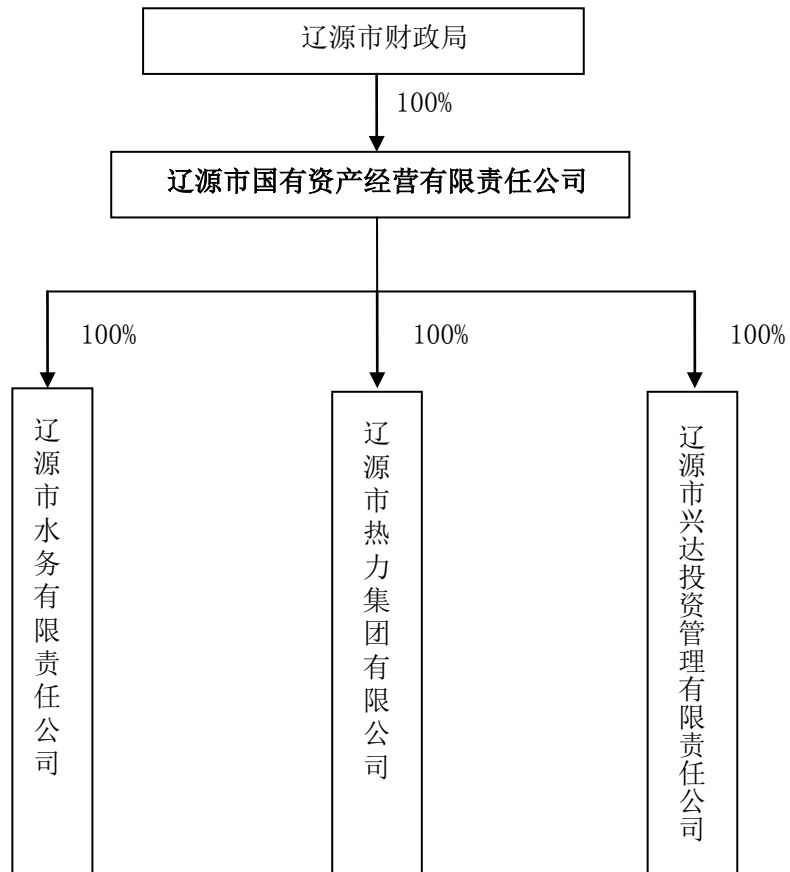 辽源市财政局
100%
辽源市国有资产经营有限责任公司
100%
100%
100%
辽源市水务有限责任公司
辽源市热力集团有限公司
辽源市兴达投资管理有限责任公司